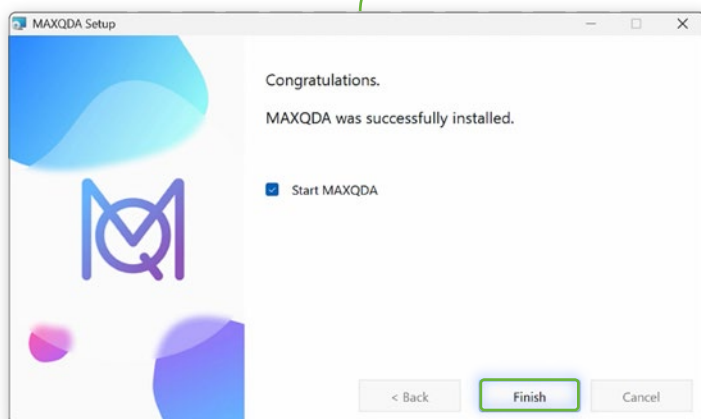 MAXQDA Setup
Congratulations.
MAXQDA was successfully installed.
Start MAXQDA
< Back
Finish
Cancel